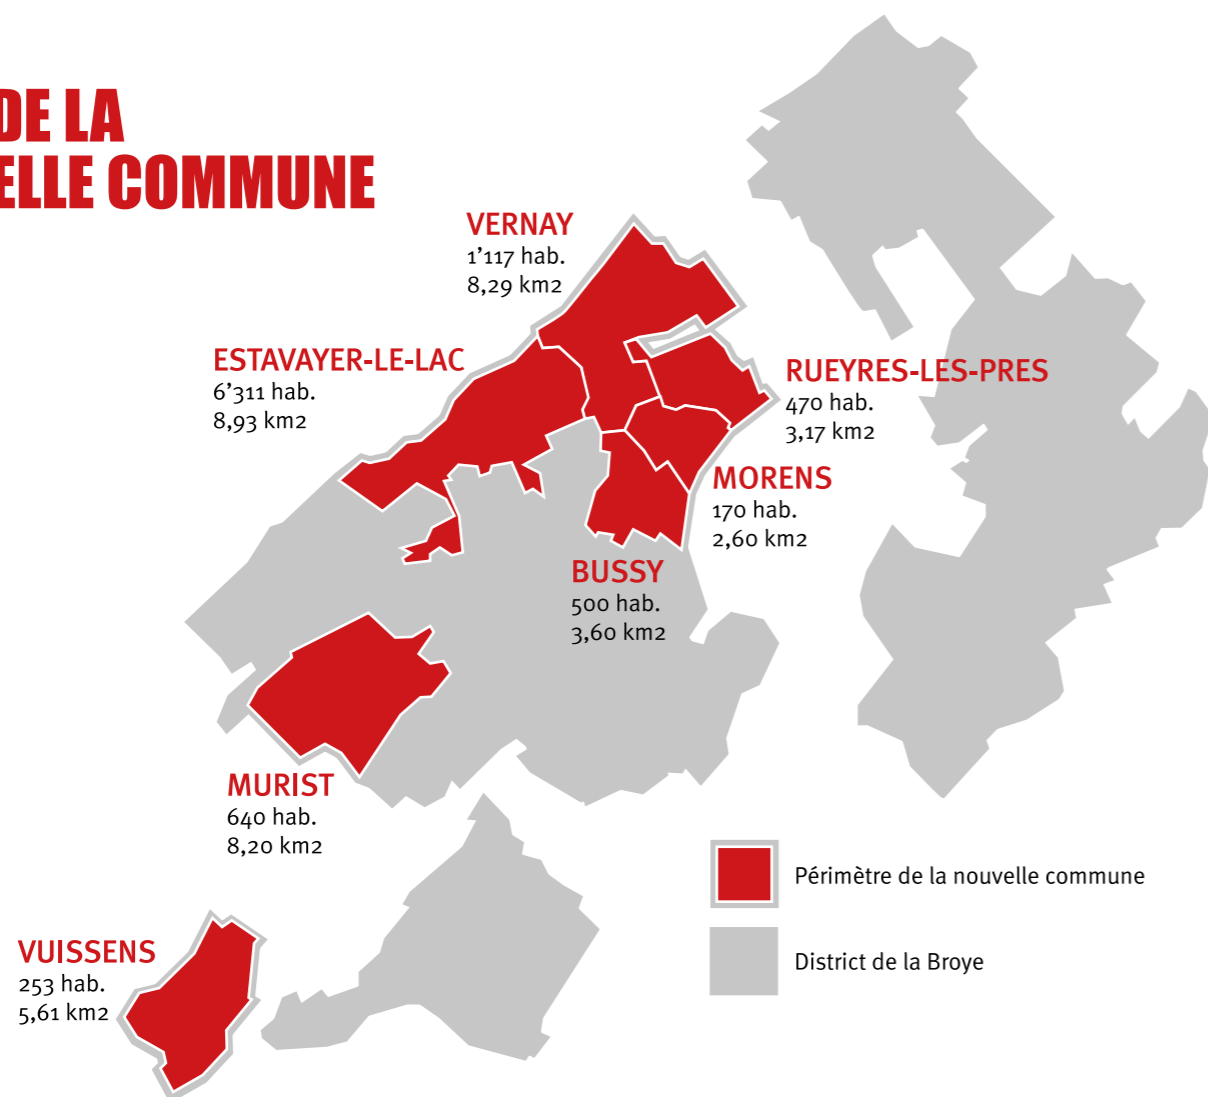 DE LA
ELLE COMMUNE
VERNAY
1'117 hab.
8,29 km2
ESTAVAYER-LE-LAC
6'311 hab.
8,93 km2
RUEYRES-LES-PRES
470 hab.
3,17 km2
MORENS
170 hab.
2,60 km2
BUSSY
500 hab.
3,60 km2
MURIST
640 hab.
8,20 km2
VUISSENS
253 hab.
5,61 km2
Périmètre de la nouvelle commune
District de la Broye